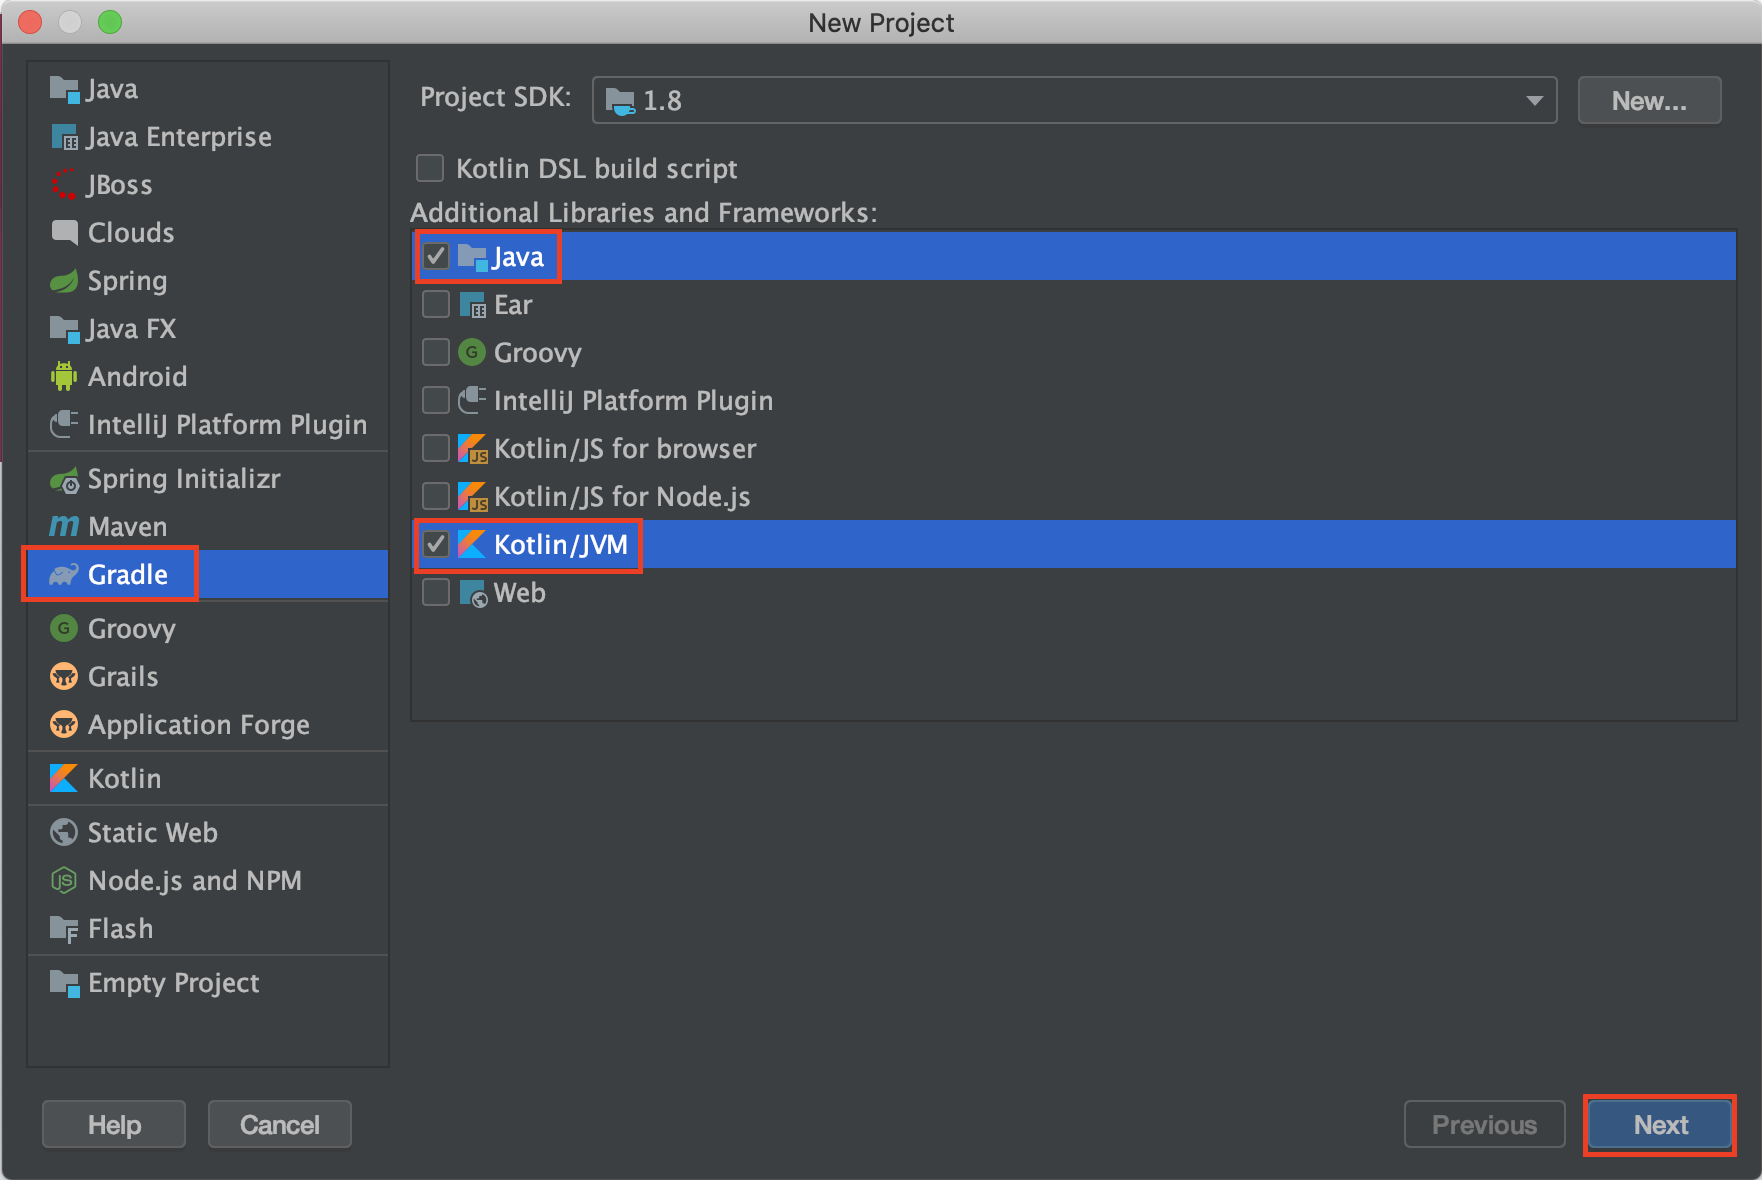 New Project
Java
Java Enterprise
JBoss
Clouds
Spring
Java FX
Android
IntelliJ Platform Plugin
Spring Initializr
Maven
Gradle
Groovy
Grails
Application Forge
Kotlin
Static Web
Node.js and NPM
Flash
Empty Project
Project SDK: 1.8 New...
Kotlin DSL build script
Additional Libraries and Frameworks:
Java
Ear
Groovy
IntelliJ Platform Plugin
Kotlin/JS for browser
Kotlin/JS for Node.js
Kotlin/JVM
Web
Help Cancel Previous Next